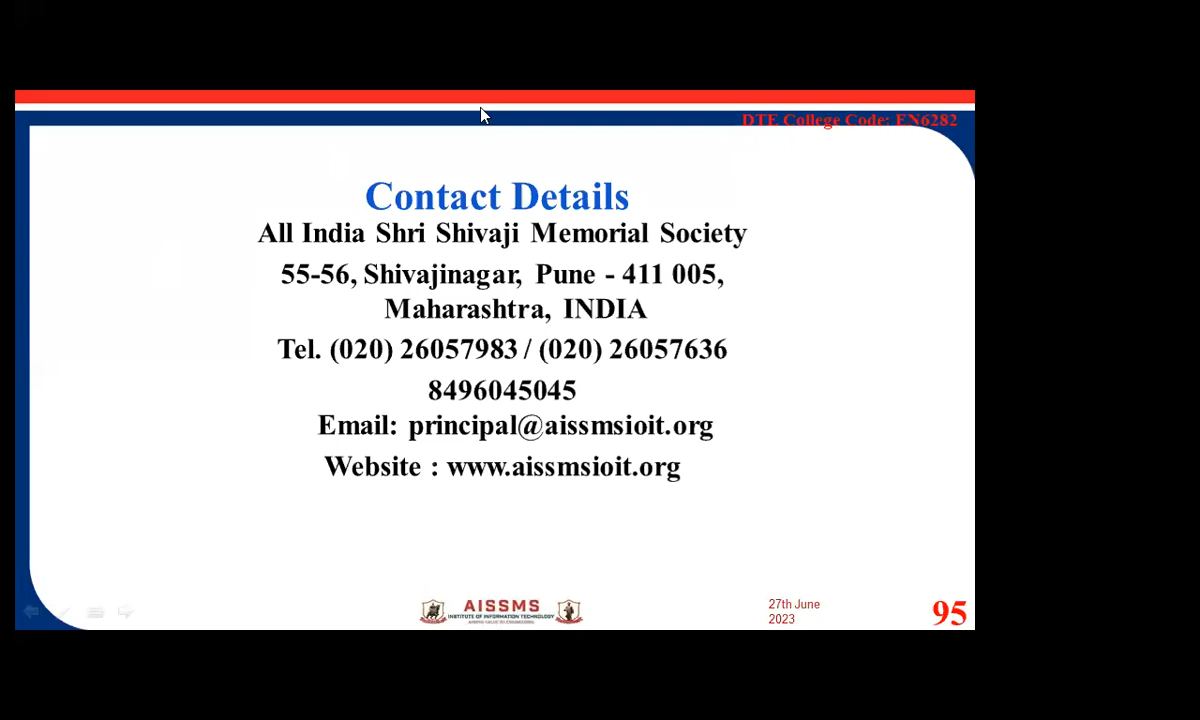 DTE College Code: EN6282
Contact Details
All India Shri Shivaji Memorial Society
55-56, Shivajinagar, Pune - 411 005,
Maharashtra, INDIA
Tel. (020) 26057983 / (020) 26057636
8496045045
Email: principal@aissmsioit.org
Website : www.aissmsioit.org
AISSMS
INSTITUTE OF INFORMATION TECHNOLOGY
27th June
2023
95